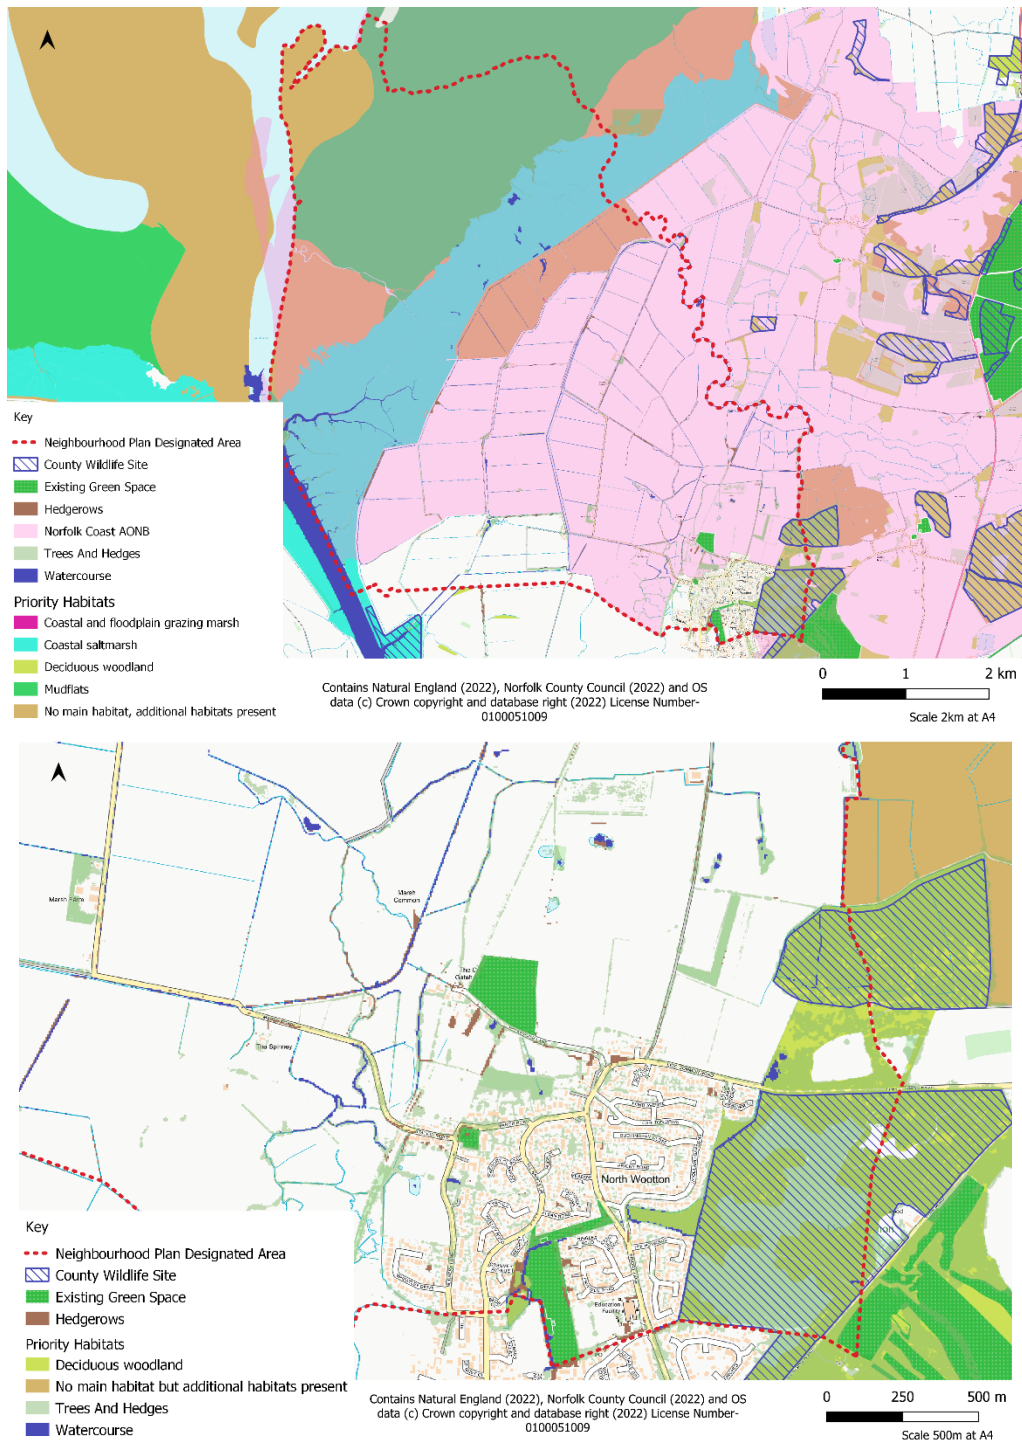 Key
Neighbourhood Plan Designated Area
County Wildlife Site
Existing Green Space
Hedgerows
Norfolk Coast AONB
Trees And Hedges
Watercourse
Priority Habitats
Coastal and floodplain grazing marsh
Coastal saltmarsh
Deciduous woodland
Mudflats
No main habitat, additional habitats present
Contains Natural England (2022), Norfolk County Council (2022) and OS
data (c) Crown copyright and database right (2022) License Number-
0100051009
0 1 2 km
Scale 2km at A4
Marsh Farm
Marsh
Common
The Spinney
North Wootton
Education
Facility
Key
Neighbourhood Plan Designated Area
County Wildlife Site
Existing Green Space
Hedgerows
Priority Habitats
Deciduous woodland
No main habitat but additional habitats present
Trees And Hedges
Watercourse
Contains Natural England (2022), Norfolk County Council (2022) and OS
data (c) Crown copyright and database right (2022) License Number-
0100051009
0 250 500 m
Scale 500m at A4